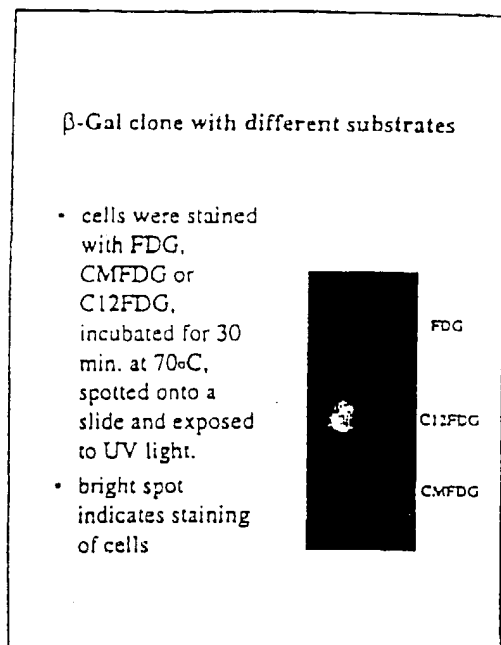 β-Gal clone with different substrates
• cells were stained
with FDG,
CMFDG or
C12FDG,
incubated for 30
min. at 70oC,
spotted onto a
slide and exposed
to UV light.
• bright spot
indicates staining
of cells
FDG
C12FDG
CMFDG